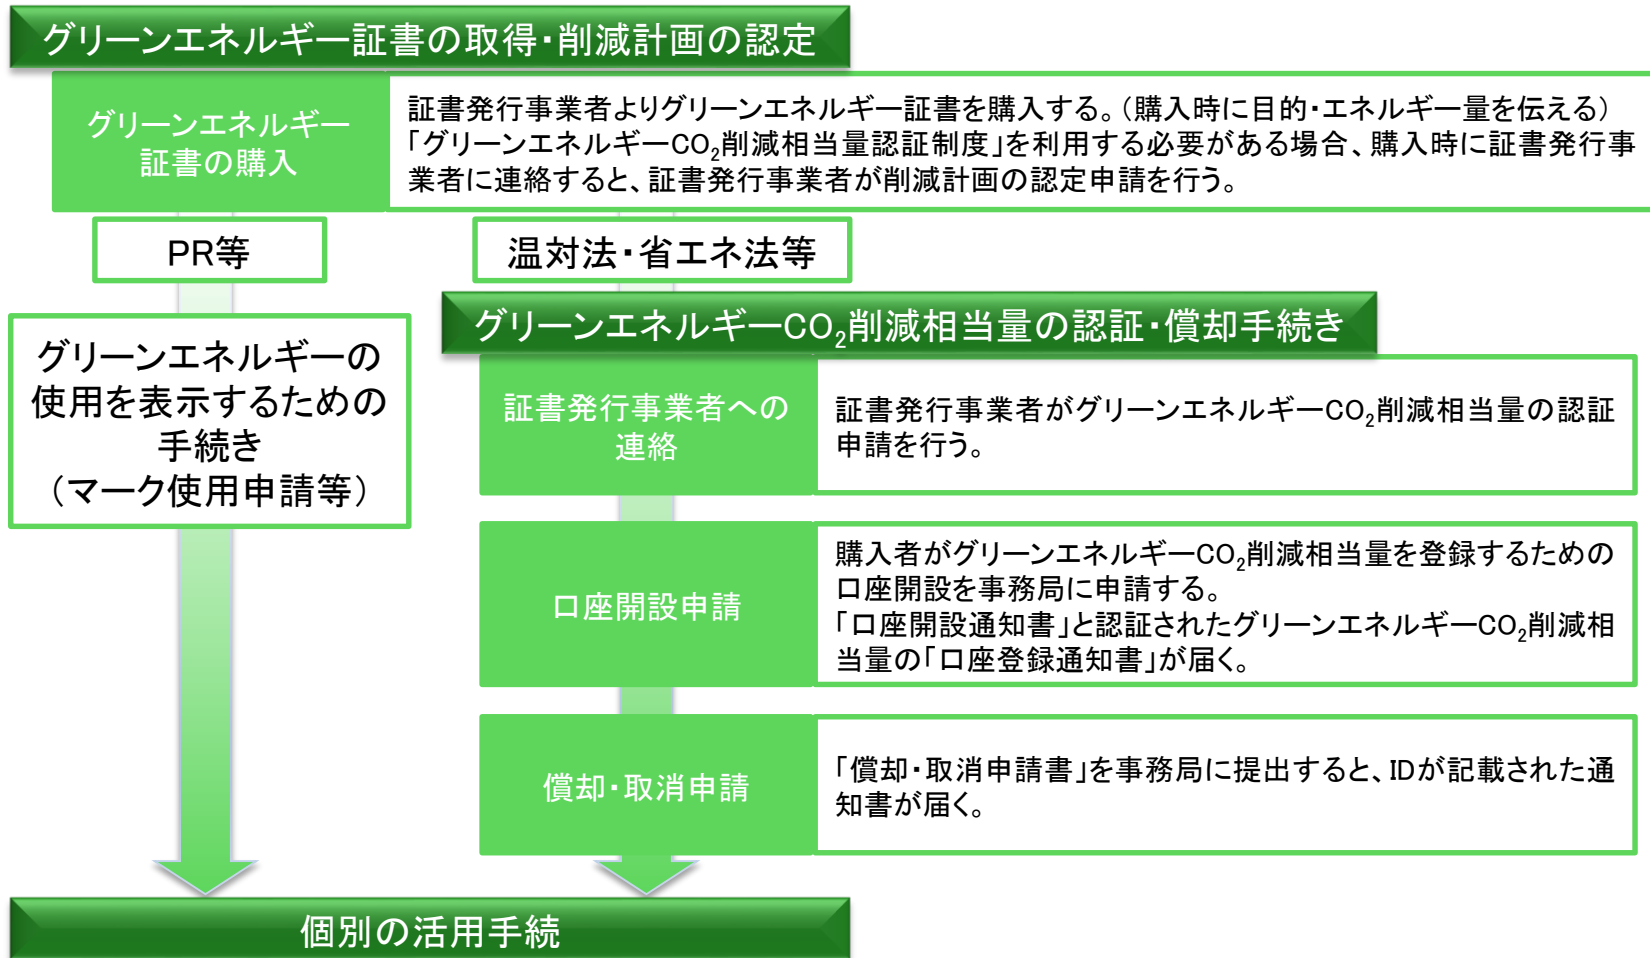 グリーンエネルギー証書の取得・削減計画の認定
グリーンエネルギー
証書の購入
証書発行事業者よりグリーンエネルギー証書を購入する。（購入時に目的・エネルギー量を伝える）
「グリーンエネルギーCO₂削減相当量認証制度」を利用する必要がある場合、購入時に証書発行事
業者に連絡すると、証書発行事業者が削減計画の認定申請を行う。
PR等
温対法・省エネ法等
グリーンエネルギーの
使用を表示するための
手続き
（マーク使用申請等）
グリーンエネルギーCO₂削減相当量の認証・償却手続き
証書発行事業者への
連絡
証書発行事業者がグリーンエネルギーCO₂削減相当量の認証
申請を行う。
口座開設申請
購入者がグリーンエネルギーCO₂削減相当量を登録するための
口座開設を事務局に申請する。
「口座開設通知書」と認証されたグリーンエネルギーCO₂削減相
当量の「口座登録通知書」が届く。
償却・取消申請
「償却・取消申請書」を事務局に提出すると、IDが記載された通
知書が届く。
個別の活用手続